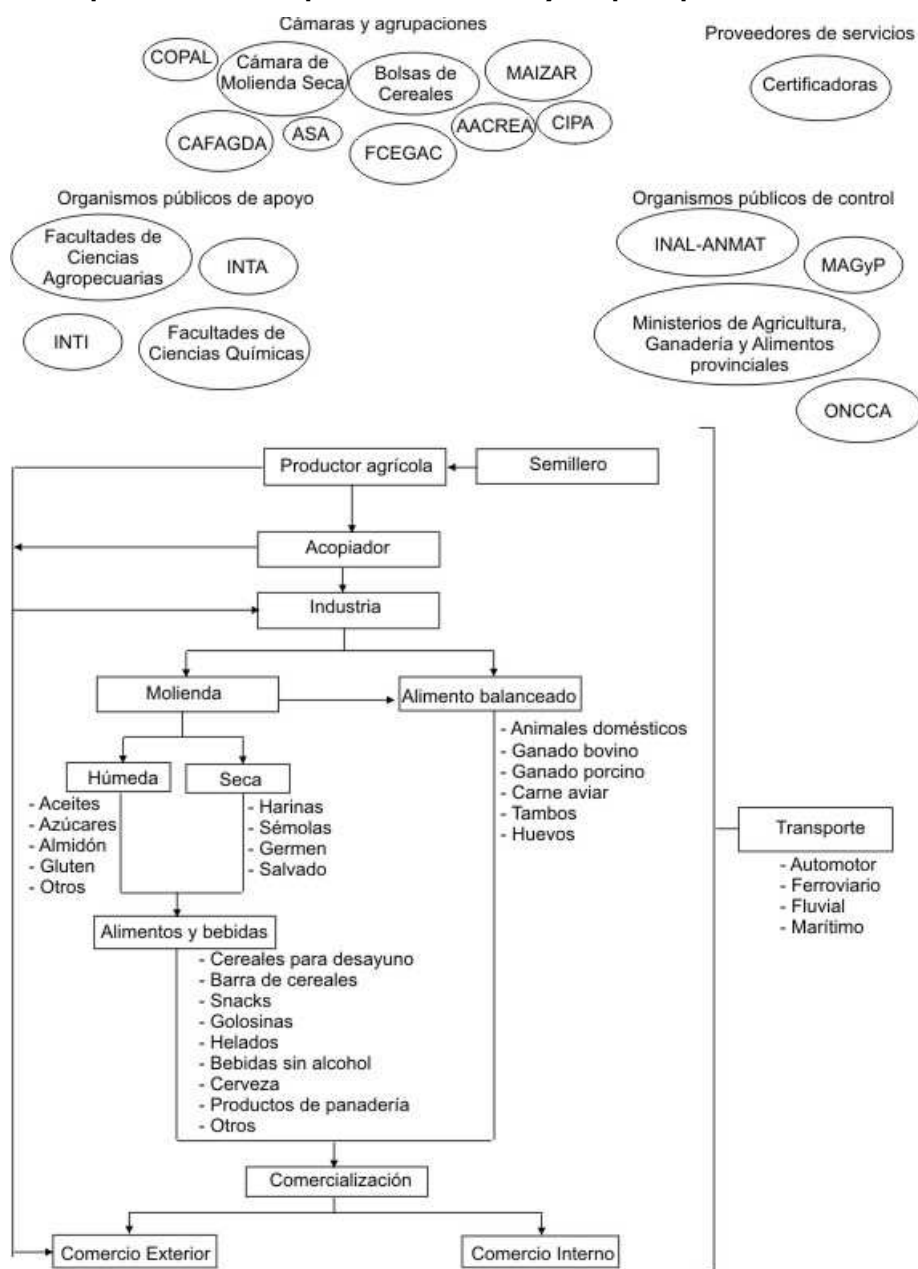 Cámaras y agrupaciones
Proveedores de servicios
COPAL
Cámara de
Molienda Seca
Bolsas de
Cereales
MAIZAR
Certificadoras
CAFAGDA
ASA
FCEGAC
AACREA
CIPA
Organismos públicos de apoyo
Organismos públicos de control
Facultades de
Ciencias
Agropecuarias
INTA
INTI
Facultades de
Ciencias Químicas
INAL-ANMAT
MAGyP
Ministerios de Agricultura,
Ganadería y Alimentos
provinciales
ONCCA
Productor agrícola
Semillero
Acopiador
Industria
Molienda
Alimento balanceado
- Animales domésticos
- Ganado bovino
- Ganado porcino
- Carne aviar
- Tambos
- Huevos
Húmeda
- Aceites
- Azúcares
- Almidón
- Gluten
- Otros
Seca
- Harinas
- Sémolas
- Germen
- Salvado
Transporte
- Automotor
- Ferroviario
- Fluvial
- Marítimo
Alimentos y bebidas
- Cereales para desayuno
- Barra de cereales
- Snacks
- Golosinas
- Helados
- Bebidas sin alcohol
- Cerveza
- Productos de panadería
- Otros
Comercialización
Comercio Exterior
Comercio Interno